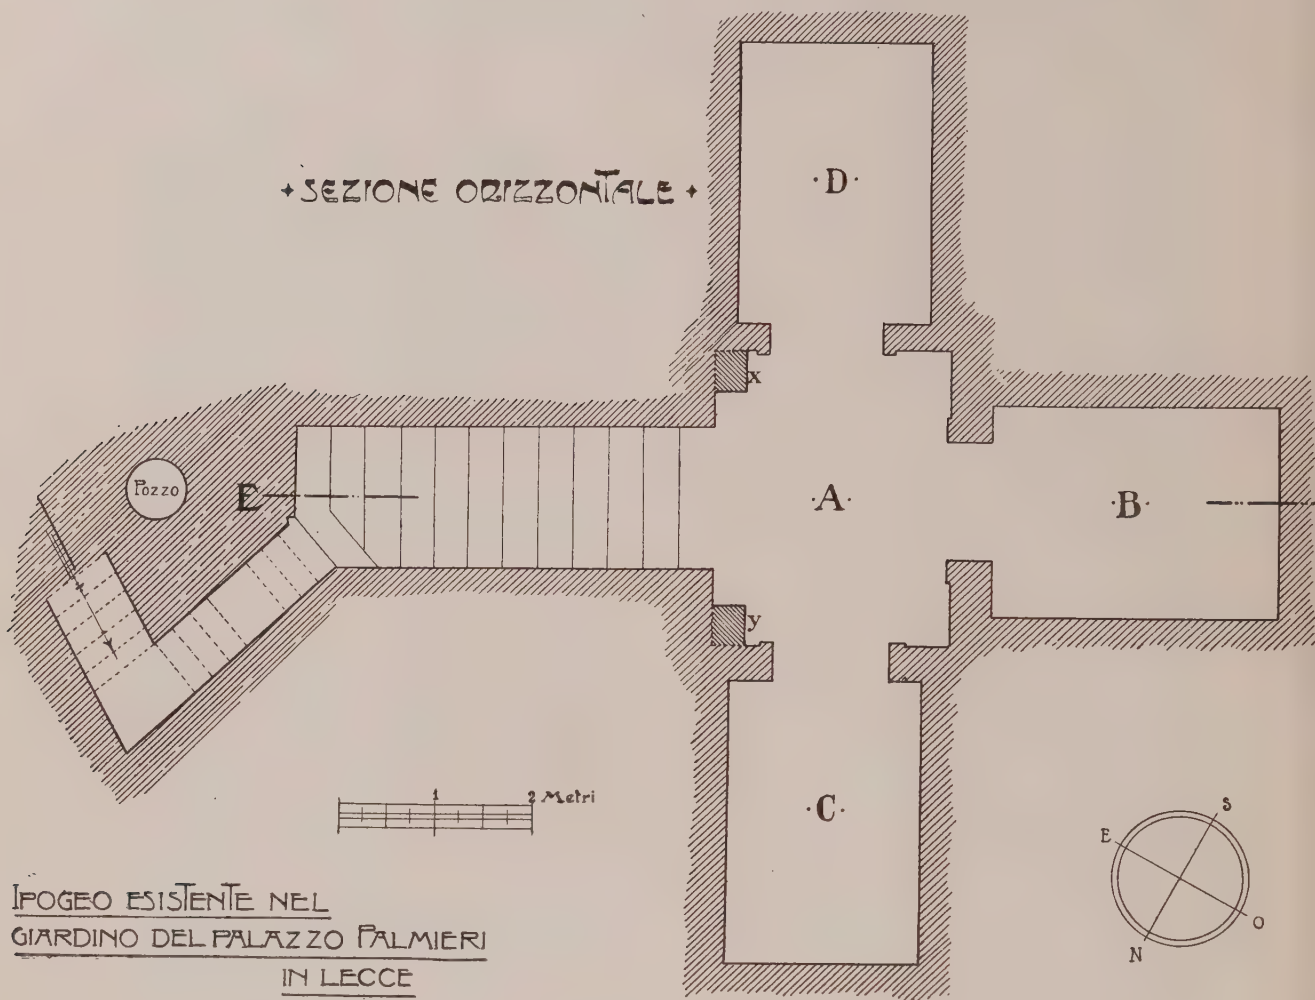 SEZIONE ORIZZONTALE
·D·
x
Pozzo
E
·A·
·B·
y
·C·
1 2 Metri
S
E
O
N
IPOGEO ESISTENTE NEL
GIARDINO DEL PALAZZO PALMIERI
IN LECCE